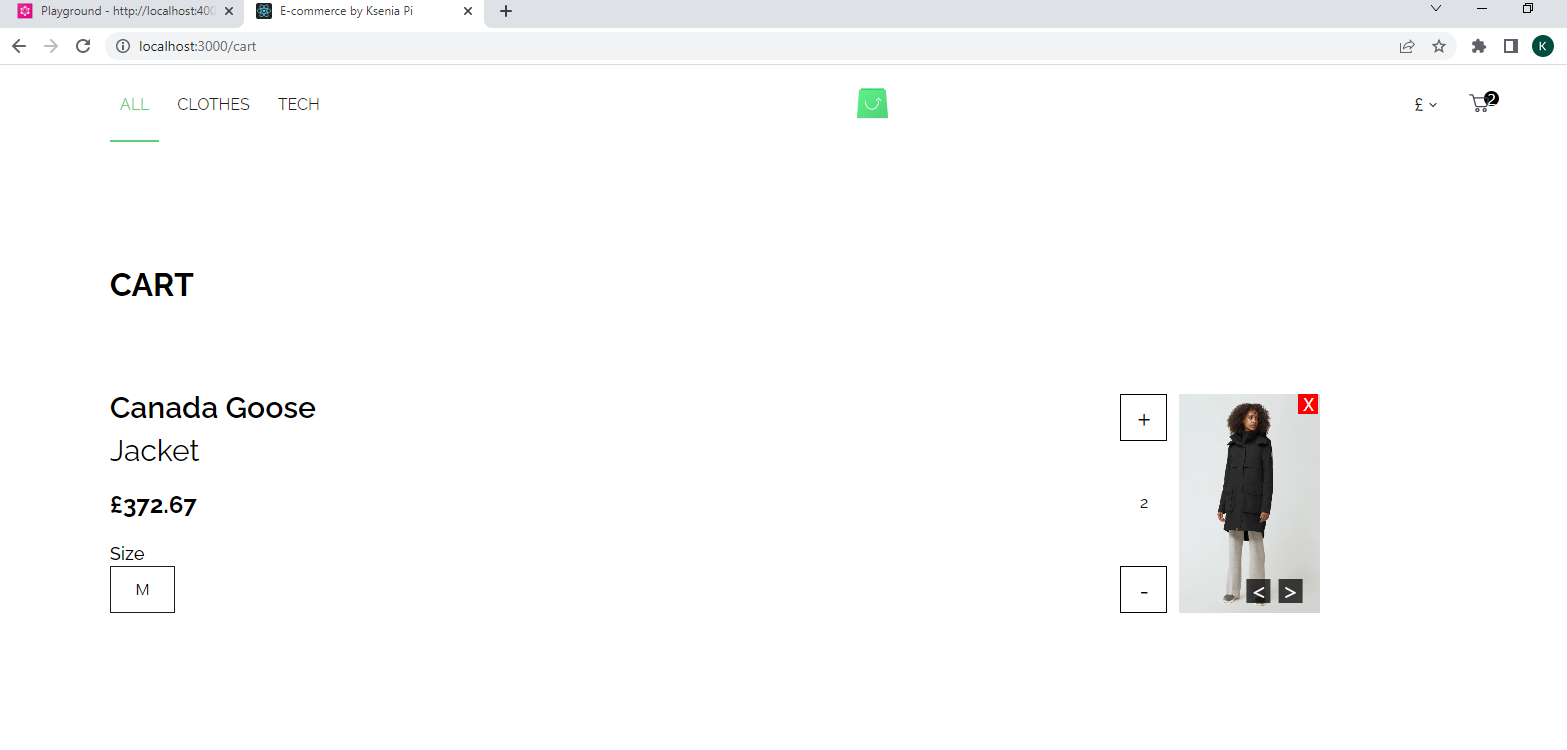 Playground - http://localhost:400
E-commerce by Ksenia Pi
localhost:3000/cart
K
ALL CLOTHES TECH
£
2
CART
Canada Goose
Jacket
£372.67
Size
M
+
2
-
X
< >